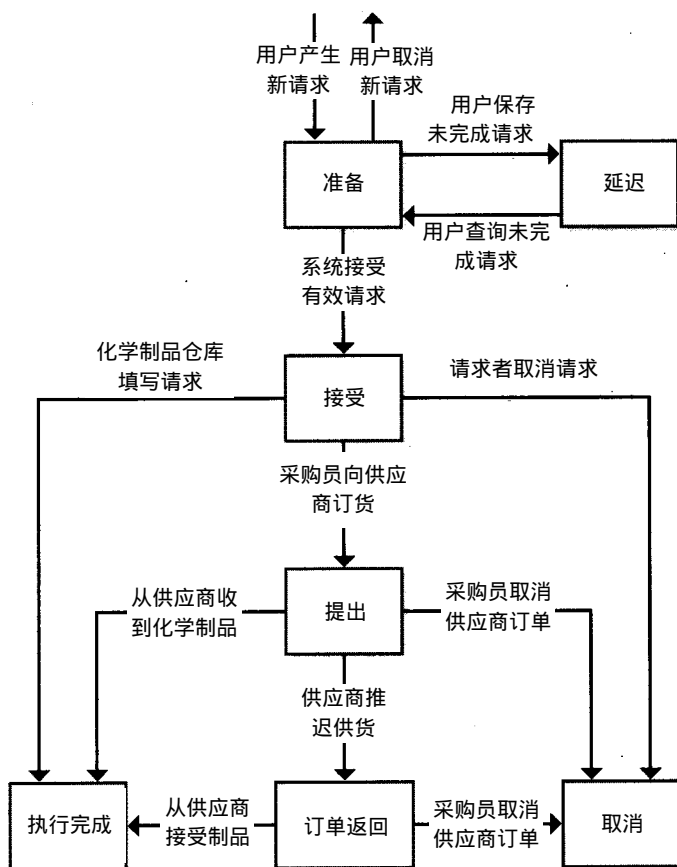 用户产生
新请求
用户取消
新请求
用户保存
未完成请求
准备
延迟
用户查询未完
成请求
系统接受
有效请求
化学制品仓库
填写请求
接受
请求者取消请求
采购员向供应
商订货
从供应商收
到化学制品
提出
采购员取消
供应商订单
供应商推
迟供货
执行完成
从供应商
接受制品
订单返回
采购员取消
供应商订单
取消